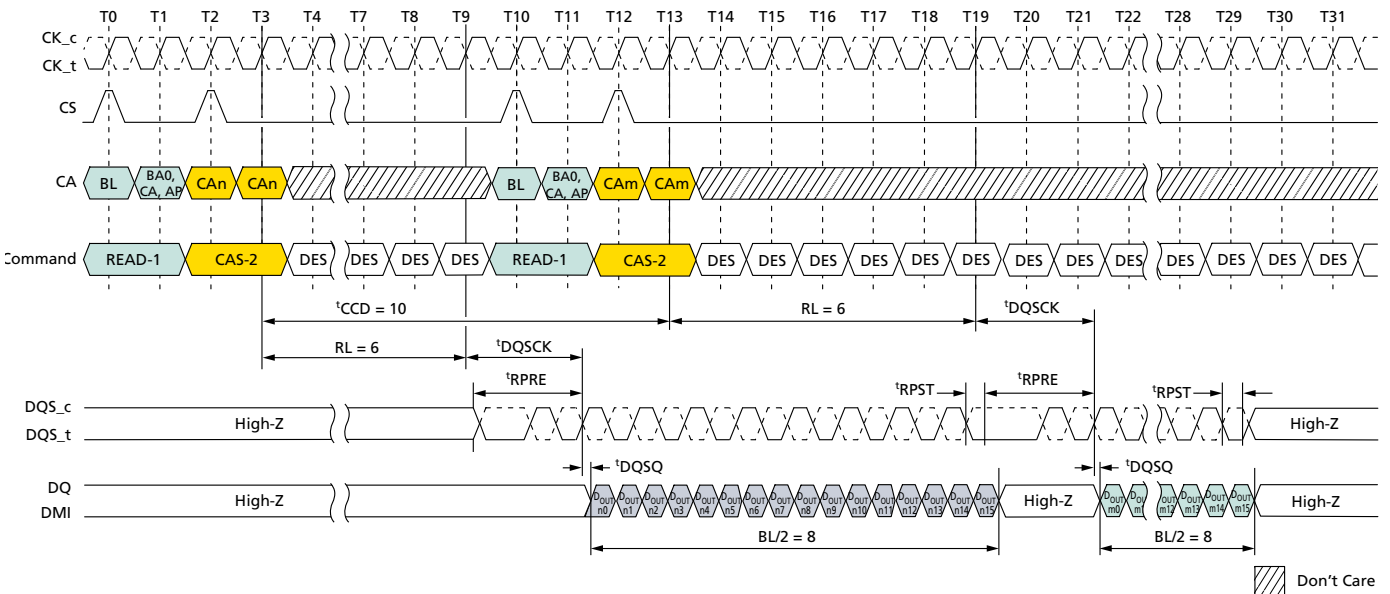 T0 T1 T2 T3 T4 T7 T8 T9 T10 T11 T12 T13 T14 T15 T16 T17 T18 T19 T20 T21 T22 T28 T29 T30 T31
CK_c
CK_t
CS
CA BL BA0, CA, AP CAn CAn BL BA0, CA, AP CAm CAm
Command READ-1 CAS-2 DES DES DES DES READ-1 CAS-2 DES DES DES DES DES DES DES DES DES DES DES DES DES
tCCD = 10 RL = 6 tDQSCK
RL = 6 tDQSCK
tRPRE tRPST tRPRE tRPST
DQS_c
DQS_t
High-Z High-Z
tDQSQ tDQSQ
DQ
DMI
High-Z DOUT n0 DOUT n1 DOUT n2 DOUT n3 DOUT n4 DOUT n5 DOUT n6 DOUT n7 DOUT n8 DOUT n9 DOUT n10 DOUT n11 DOUT n12 DOUT n13 DOUT n14 DOUT n15 High-Z DOUT m0 DOUT m12 DOUT m13 DOUT m14 DOUT m15 High-Z
BL/2 = 8 BL/2 = 8
Don't Care